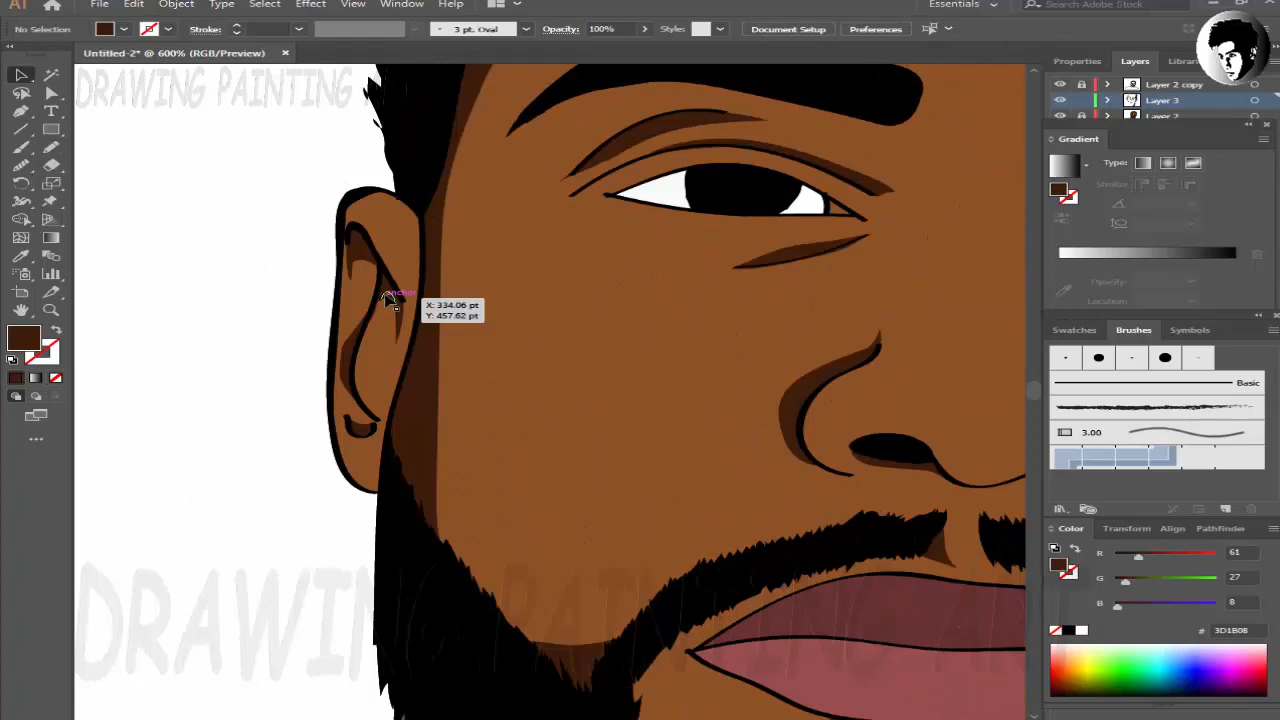 Ai File Edit Object Type Select Effect View Window Help Essentials Search Adobe Stock
No Selection Stroke: 3 pt. Oval Opacity: 100% Style: Document Setup Preferences
Untitled-2* @ 600% (RGB/Preview) ×
DRAWING PAINTING
Properties Layers Librari
Layer 2 copy
Layer 3
Layer 2
Gradient
Type:
Stroke:
anchor
X: 334.06 pt
Y: 457.62 pt
Opacity:
Location:
Swatches Brushes Symbols
Basic
3.00
Color Transform Align Pathfinder
R 61
G 27
B 8
# 3D1B08
DRAWING PAINTING A